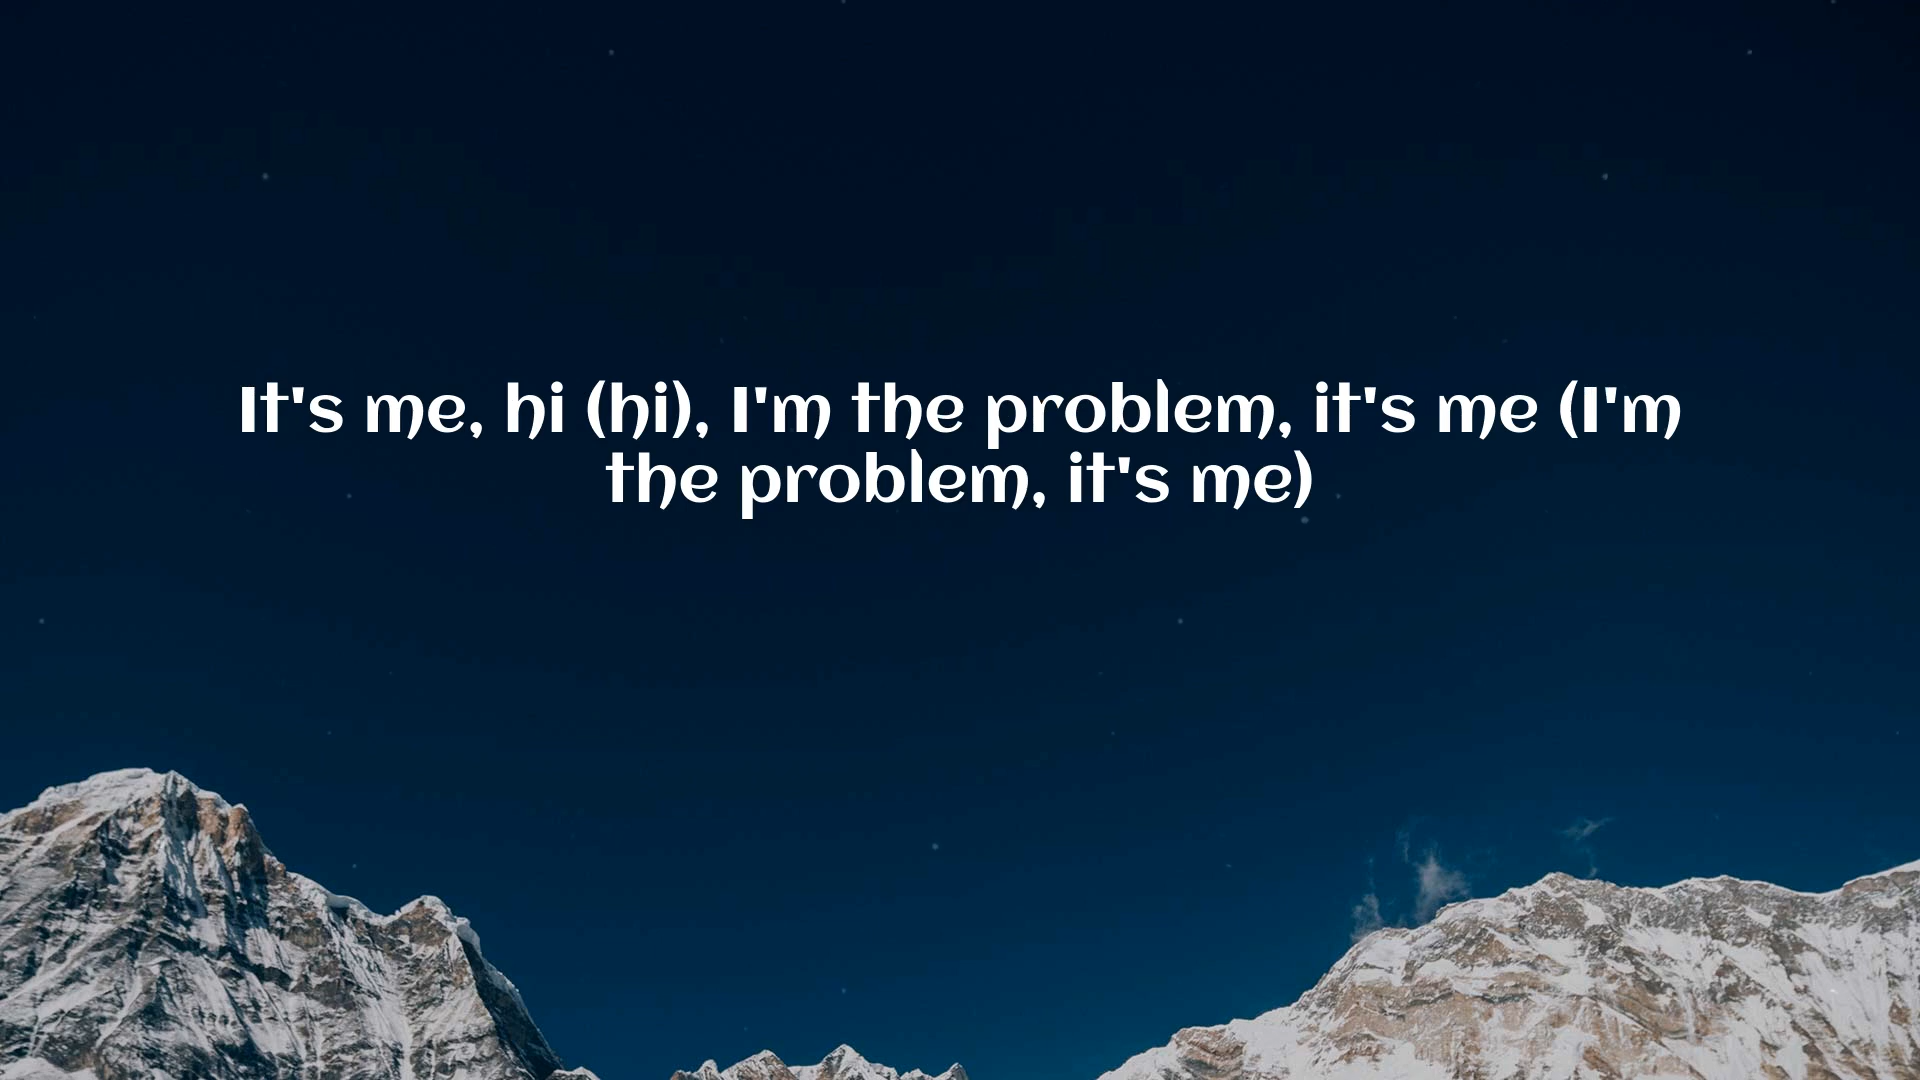 It's me, hi (hi), I'm the problem, it's me (I'm
the problem, it's me)